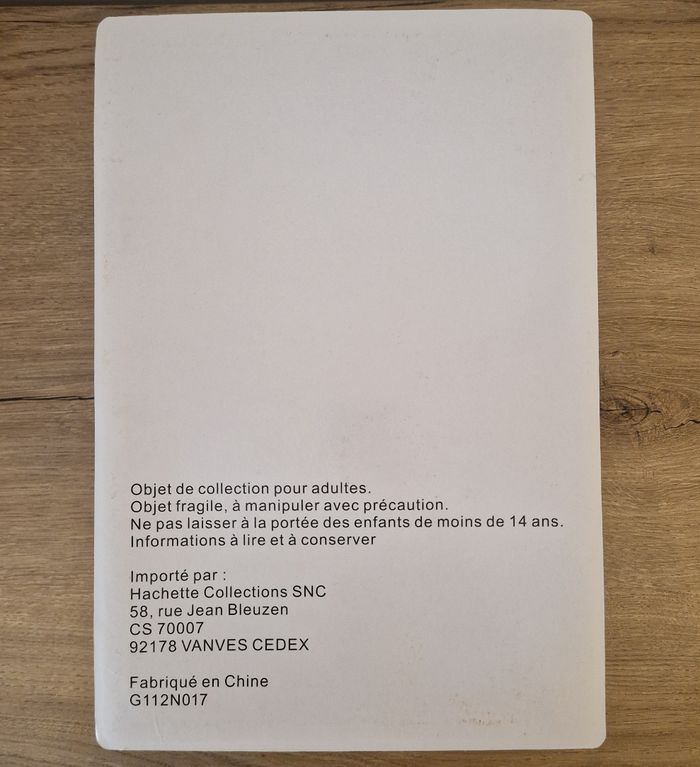 Objet de collection pour adultes.
Objet fragile, à manipuler avec précaution.
Ne pas laisser à la portée des enfants de moins de 14 ans.
Informations à lire et à conserver
Importé par :
Hachette Collections SNC
58, rue Jean Bleuzen
CS 70007
92178 VANVES CEDEX
Fabriqué en Chine
G112N017